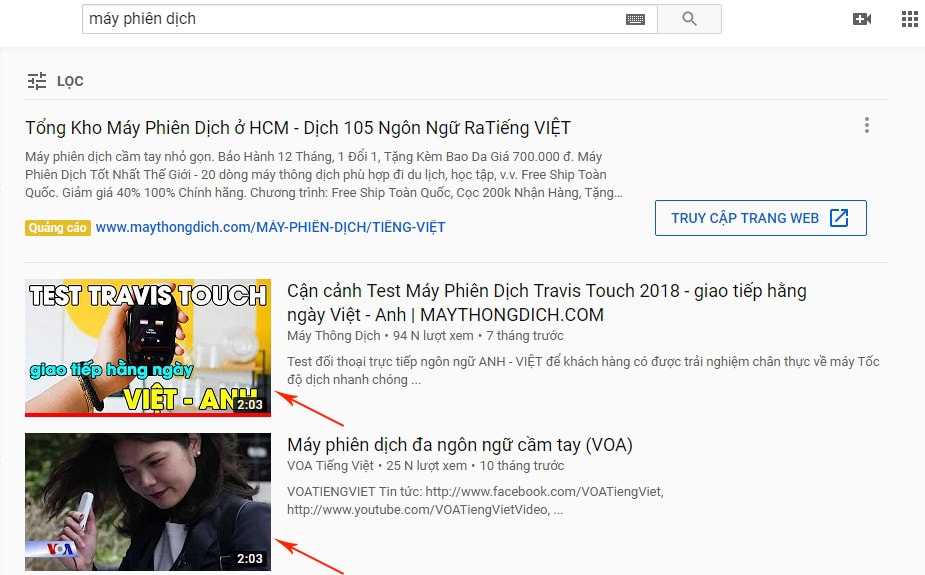 máy phiên dịch
LỌC
Tổng Kho Máy Phiên Dịch ở HCM - Dịch 105 Ngôn Ngữ RaTiếng VIỆT
Máy phiên dịch cầm tay nhỏ gọn. Bảo Hành 12 Tháng, 1 Đổi 1, Tặng Kèm Bao Da Giá 700.000 đ. Máy
Phiên Dịch Tốt Nhất Thế Giới - 20 dòng máy thông dịch phù hợp đi du lịch, học tập, v.v. Free Ship Toàn
Quốc. Giảm giá 40% 100% Chính hãng. Chương trình: Free Ship Toàn Quốc, Cọc 200k Nhận Hàng, Tặng...
Quảng cáo www.maythongdich.com/MÁY-PHIÊN-DỊCH/TIẾNG-VIỆT
TRUY CẬP TRANG WEB
TEST TRAVIS TOUCH
giao tiếp hằng ngày
VIỆT - ANH
2:03
Cận cảnh Test Máy Phiên Dịch Travis Touch 2018 - giao tiếp hằng
ngày Việt - Anh | MAYTHONGDICH.COM
Máy Thông Dịch • 94 N lượt xem • 7 tháng trước
Test đối thoại trực tiếp ngôn ngữ ANH - VIỆT để khách hàng có được trải nghiệm chân thực về máy Tốc
độ dịch nhanh chóng ...
VOA
2:03
Máy phiên dịch đa ngôn ngữ cầm tay (VOA)
VOA Tiếng Việt • 25 N lượt xem • 10 tháng trước
VOATIENGVIET Tin tức: http://www.facebook.com/VOATiengViet,
http://www.youtube.com/VOATiengVietVideo, ...